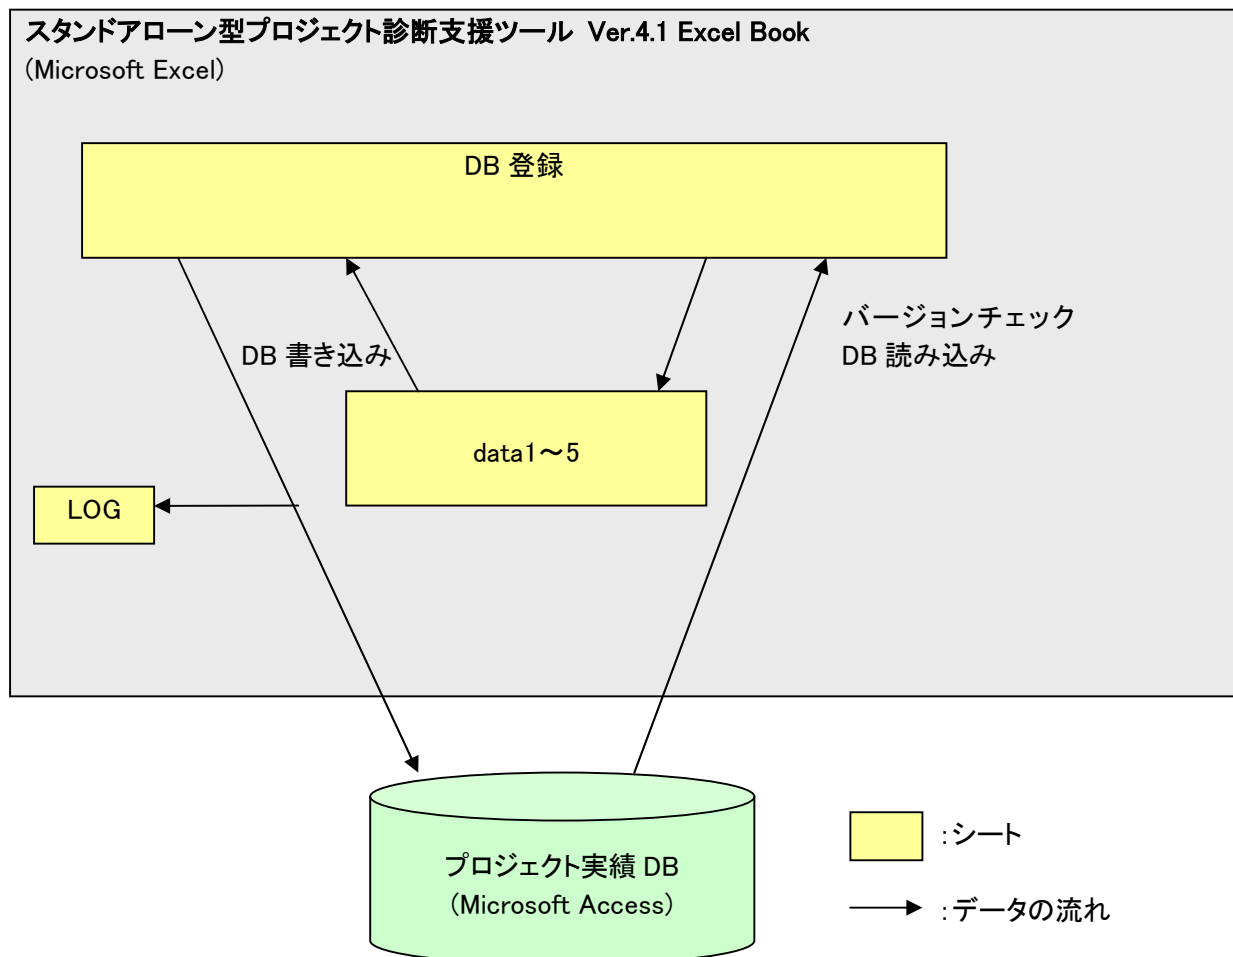 スタンドアローン型プロジェクト診断支援ツール Ver.4.1 Excel Book
(Microsoft Excel)
DB 登録
バージョンチェック
DB 読み込み
DB 書き込み
data1～5
LOG
プロジェクト実績 DB
(Microsoft Access)
:シート
:データの流れ